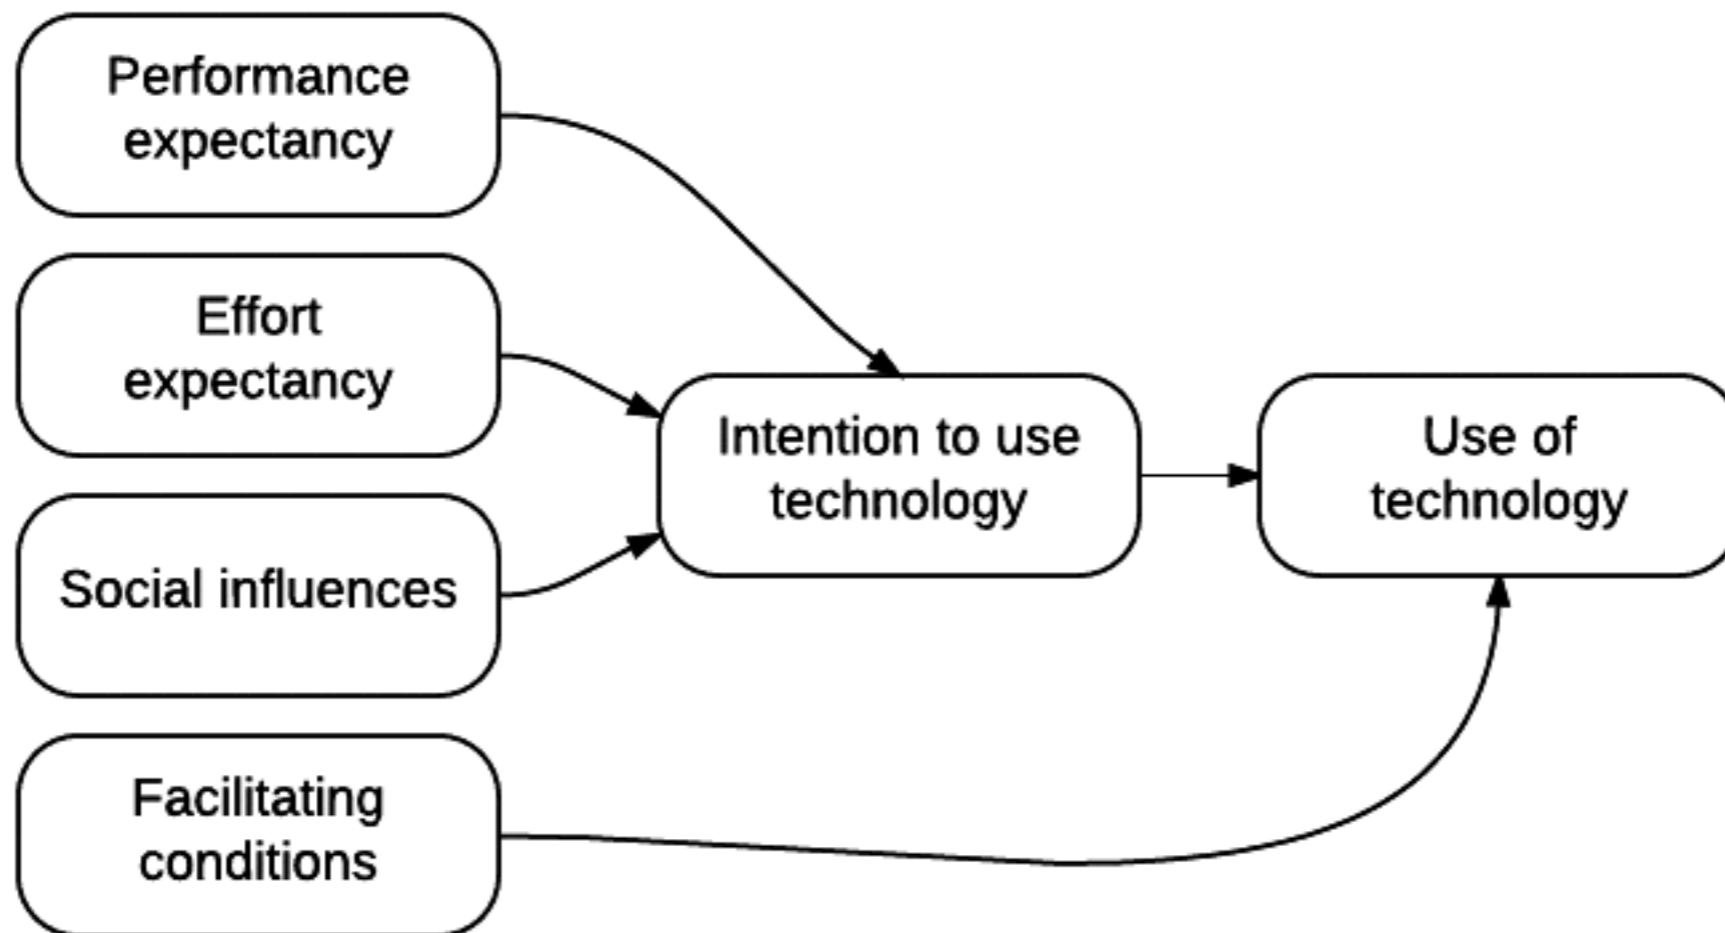 Performance
expectancy
Effort
expectancy
Social influences
Facilitating
conditions
Intention to use
technology
Use of
technology